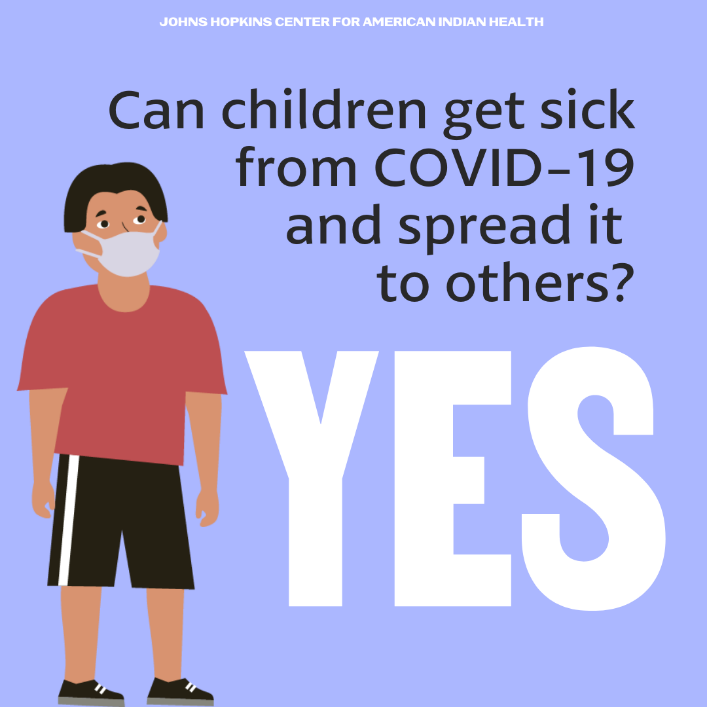 JOHNS HOPKINS CENTER FOR AMERICAN INDIAN HEALTH
Can children get sick
from COVID-19
and spread it
to others?
YES